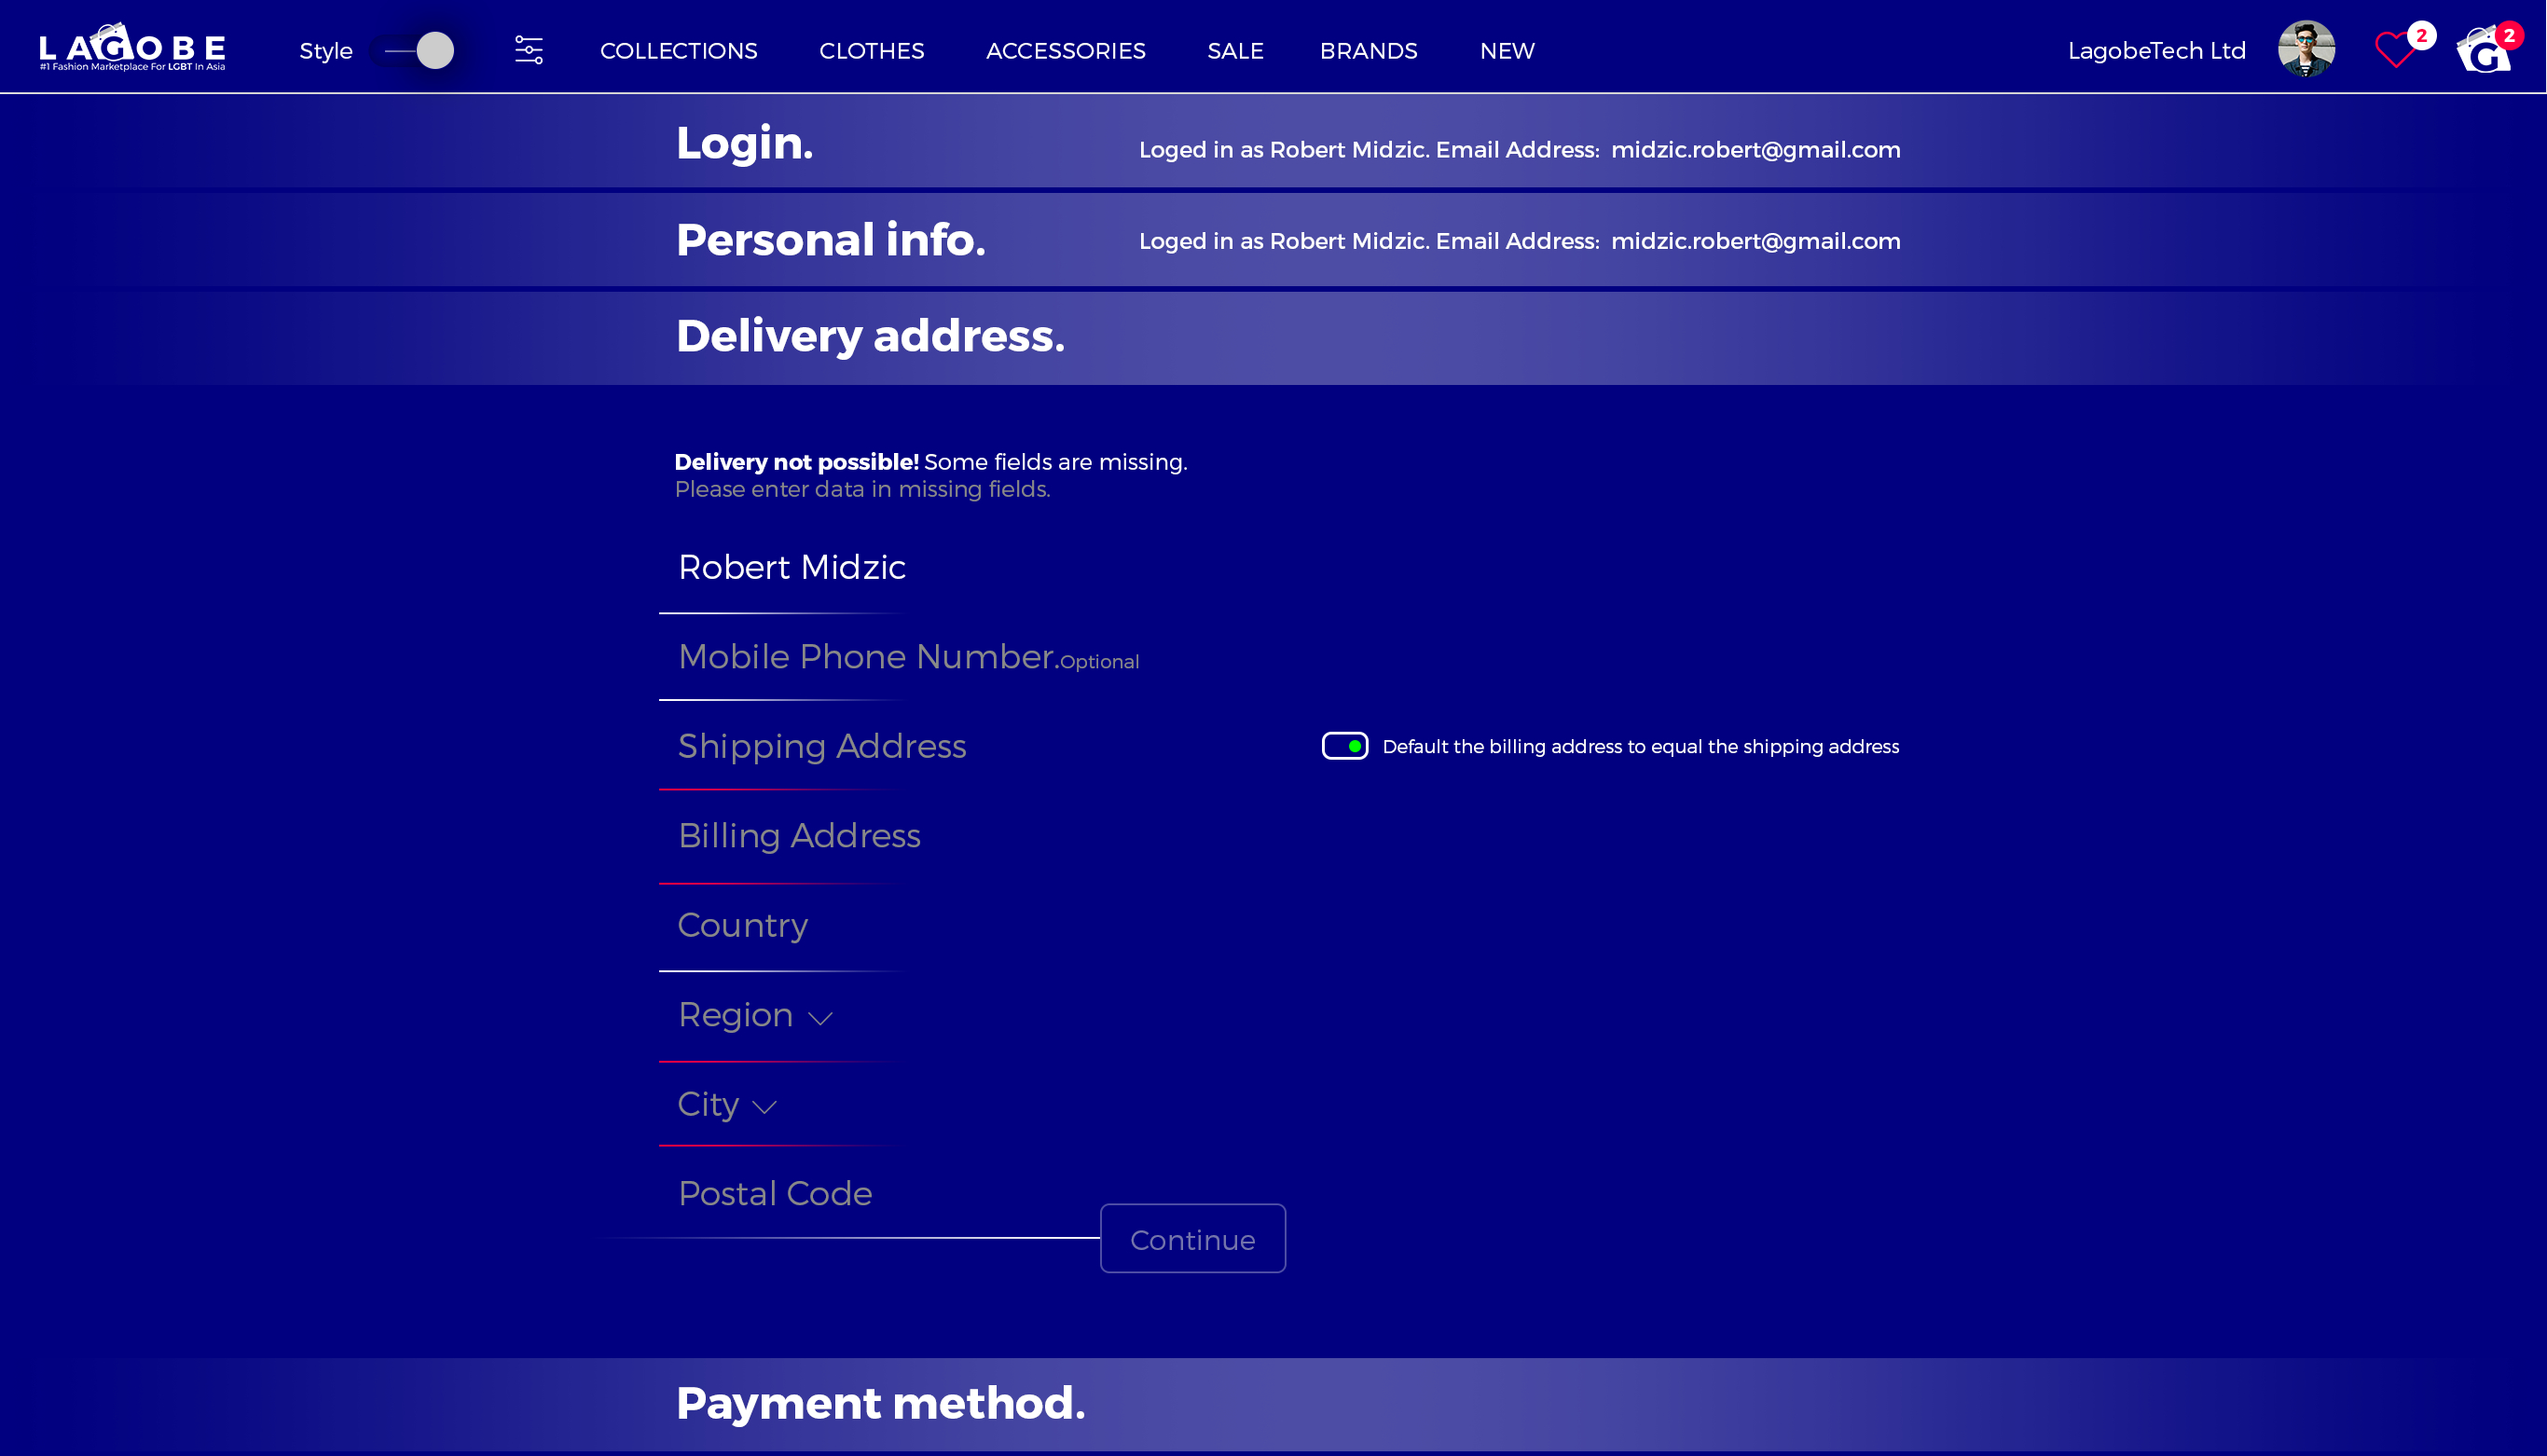 LAGOBE
#1 Fashion Marketplace For LGBT In Asia
Style
COLLECTIONS
CLOTHES
ACCESSORIES
SALE
BRANDS
NEW
LagobeTech Ltd
2
2
G
Login.
Loged in as Robert Midzic. Email Address: midzic.robert@gmail.com
Personal info.
Loged in as Robert Midzic. Email Address: midzic.robert@gmail.com
Delivery address.
Delivery not possible! Some fields are missing.
Please enter data in missing fields.
Robert Midzic
Mobile Phone Number.Optional
Shipping Address
Default the billing address to equal the shipping address
Billing Address
Country
Region
City
Postal Code
Continue
Payment method.